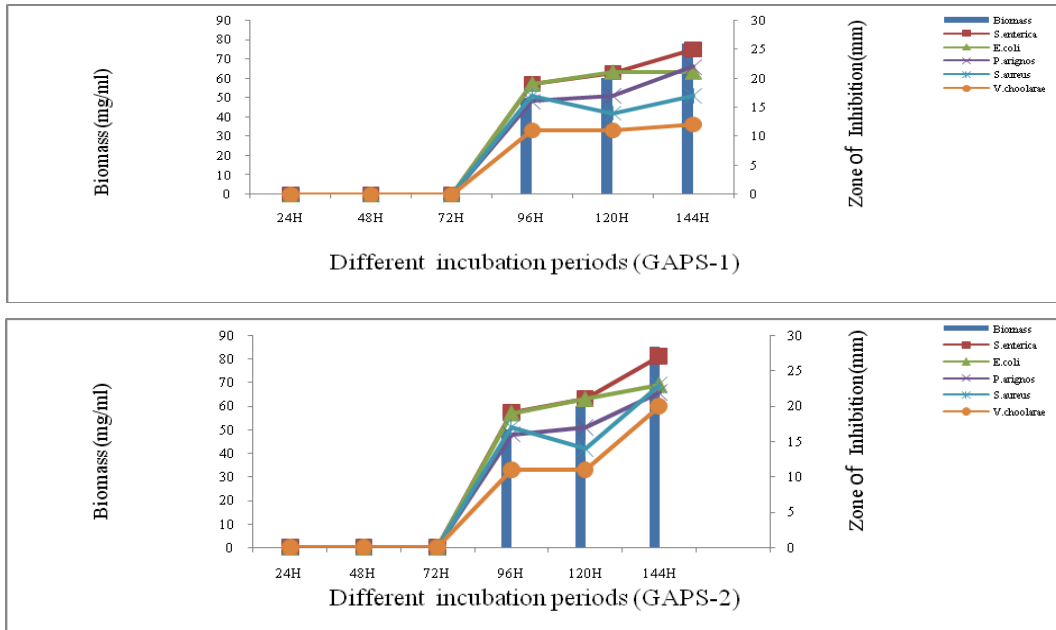 90
80
70
60
50
40
30
20
10
0
Biomass (mg/ml)
30
25
20
15
10
5
0
Zone of Inhibition(mm)
24H 48H 72H 96H 120H 144H
Different incubation periods (GAPS-1)
Biomass
S.enterica
E.coli
P.arignos
S.aureus
V.choolarae
90
80
70
60
50
40
30
20
10
0
Biomass (mg/ml)
30
25
20
15
10
5
0
Zone of Inhibition(mm)
24H 48H 72H 96H 120H 144H
Different incubation periods (GAPS-2)
Biomass
S.enterica
E.coli
P.arignos
S.aureus
V.choolarae